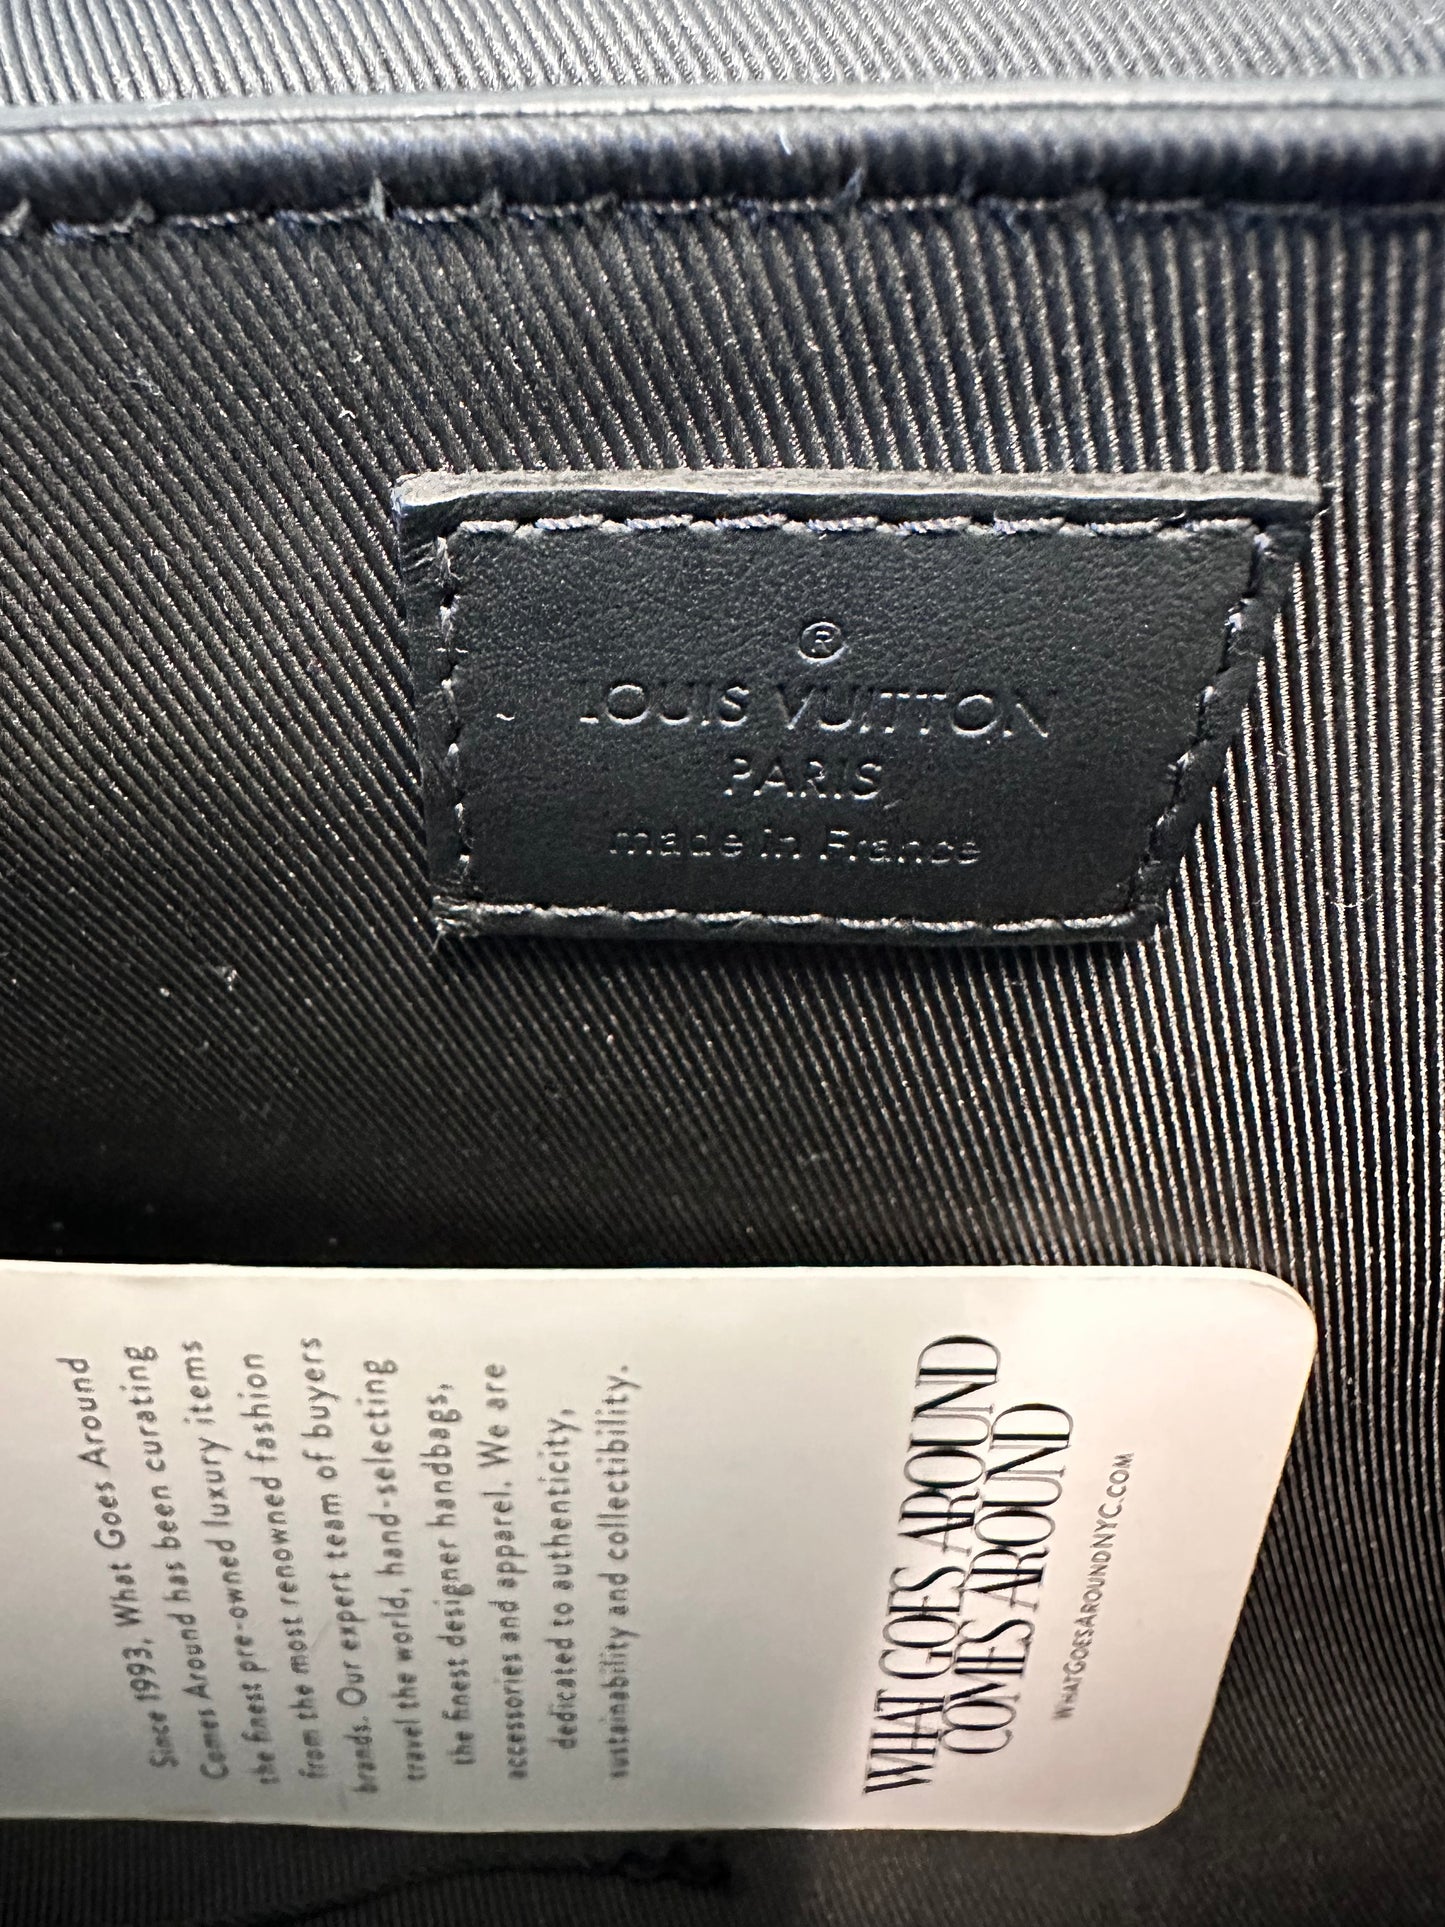 ®
LOUIS VUITTON
PARIS
made in France
Since 1993, What Goes Around
Comes Around has been curating
the finest pre-owned luxury items
from the most renowned fashion
brands. Our expert team of buyers
travel the world, hand-selecting
the finest designer handbags,
accessories and apparel. We are
dedicated to authenticity,
sustainability and collectibility.
WHAT GOES AROUND
COMES AROUND
WHATGOESAROUNDNYC.COM